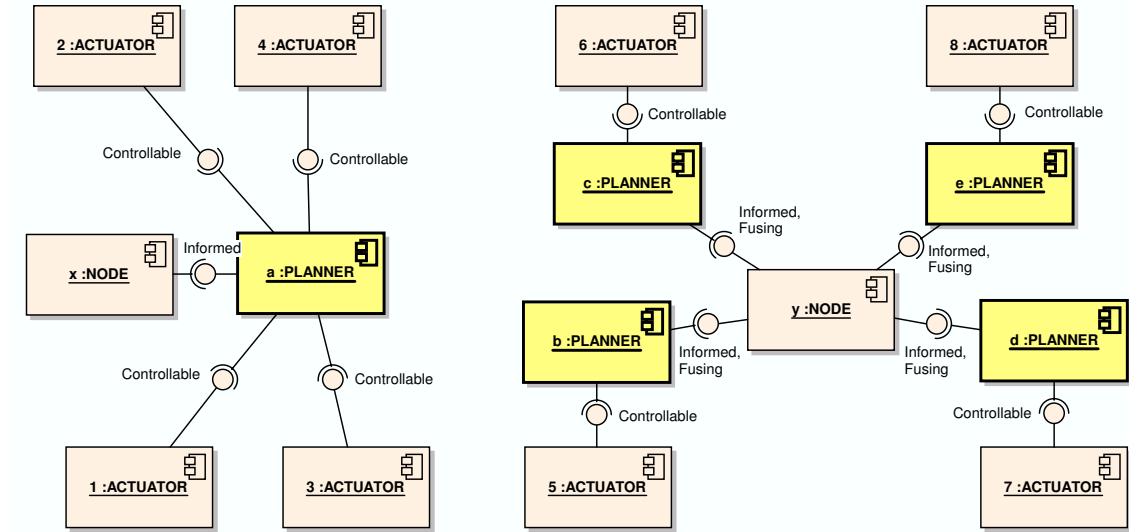 2 :ACTUATOR
4 :ACTUATOR
Controllable
Controllable
Informed
x :NODE
a :PLANNER
Controllable
Controllable
1 :ACTUATOR
3 :ACTUATOR
6 :ACTUATOR
8 :ACTUATOR
Controllable
Controllable
c :PLANNER
e :PLANNER
Informed,
Fusing
Informed,
Fusing
y :NODE
b :PLANNER
d :PLANNER
Informed,
Fusing
Informed,
Fusing
Controllable
Controllable
5 :ACTUATOR
7 :ACTUATOR